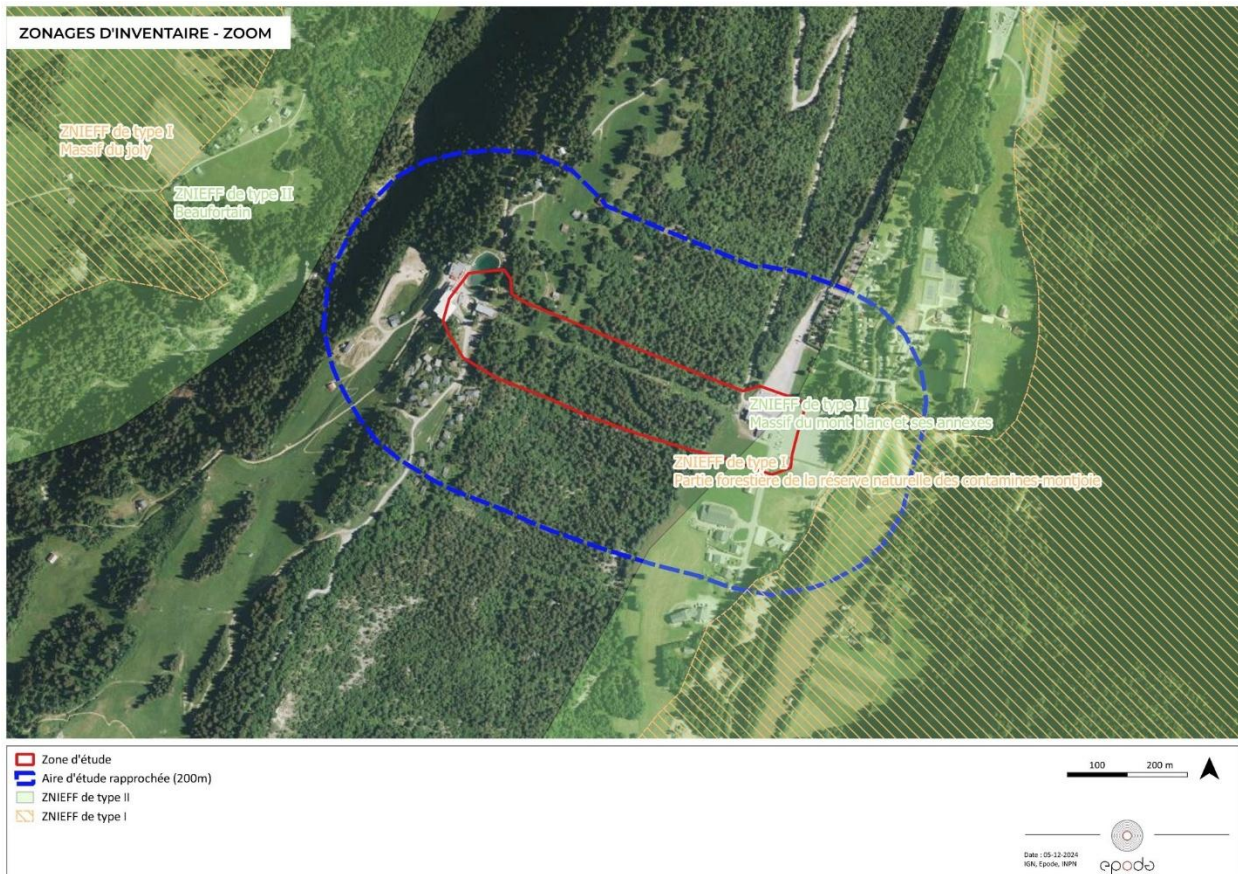 ZONAGES D'INVENTAIRE - ZOOM
ZNIEFF de type I
Massif du joly
ZNIEFF de type II
Beaufortain
ZNIEFF de type II
Massif du mont blanc et ses annexes
ZNIEFF de type I
Partie forestière de la réserve naturelle des contamines-montjoie
Zone d'étude
Aire d'étude rapprochée (200m)
ZNIEFF de type II
ZNIEFF de type I
100 200 m
Date : 05-12-2024
IGN, Epode, INPN
epode